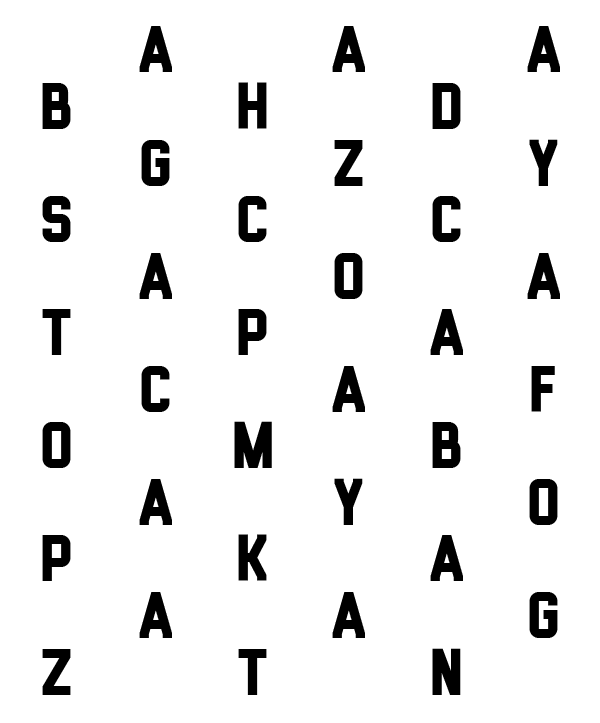 A A A
B H D
G Z Y
S C C
A O A
T P A
C A F
O M B
A Y O
P K A
A A G
Z T N